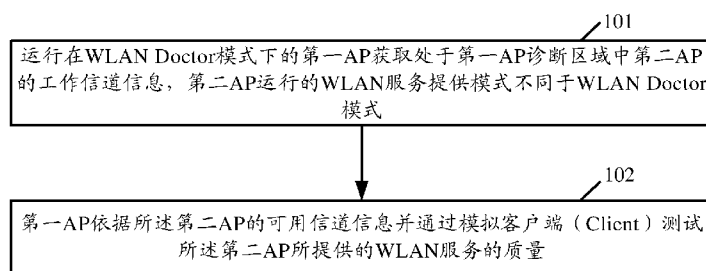 101
运行在WLAN Doctor模式下的第一AP获取处于第一AP诊断区域中第二AP
的工作信道信息，第二AP运行的WLAN服务提供模式不同于WLAN Doctor
模式
102
第一AP依据所述第二AP的可用信道信息并通过模拟客户端（Client）测试
所述第二AP所提供的WLAN服务的质量